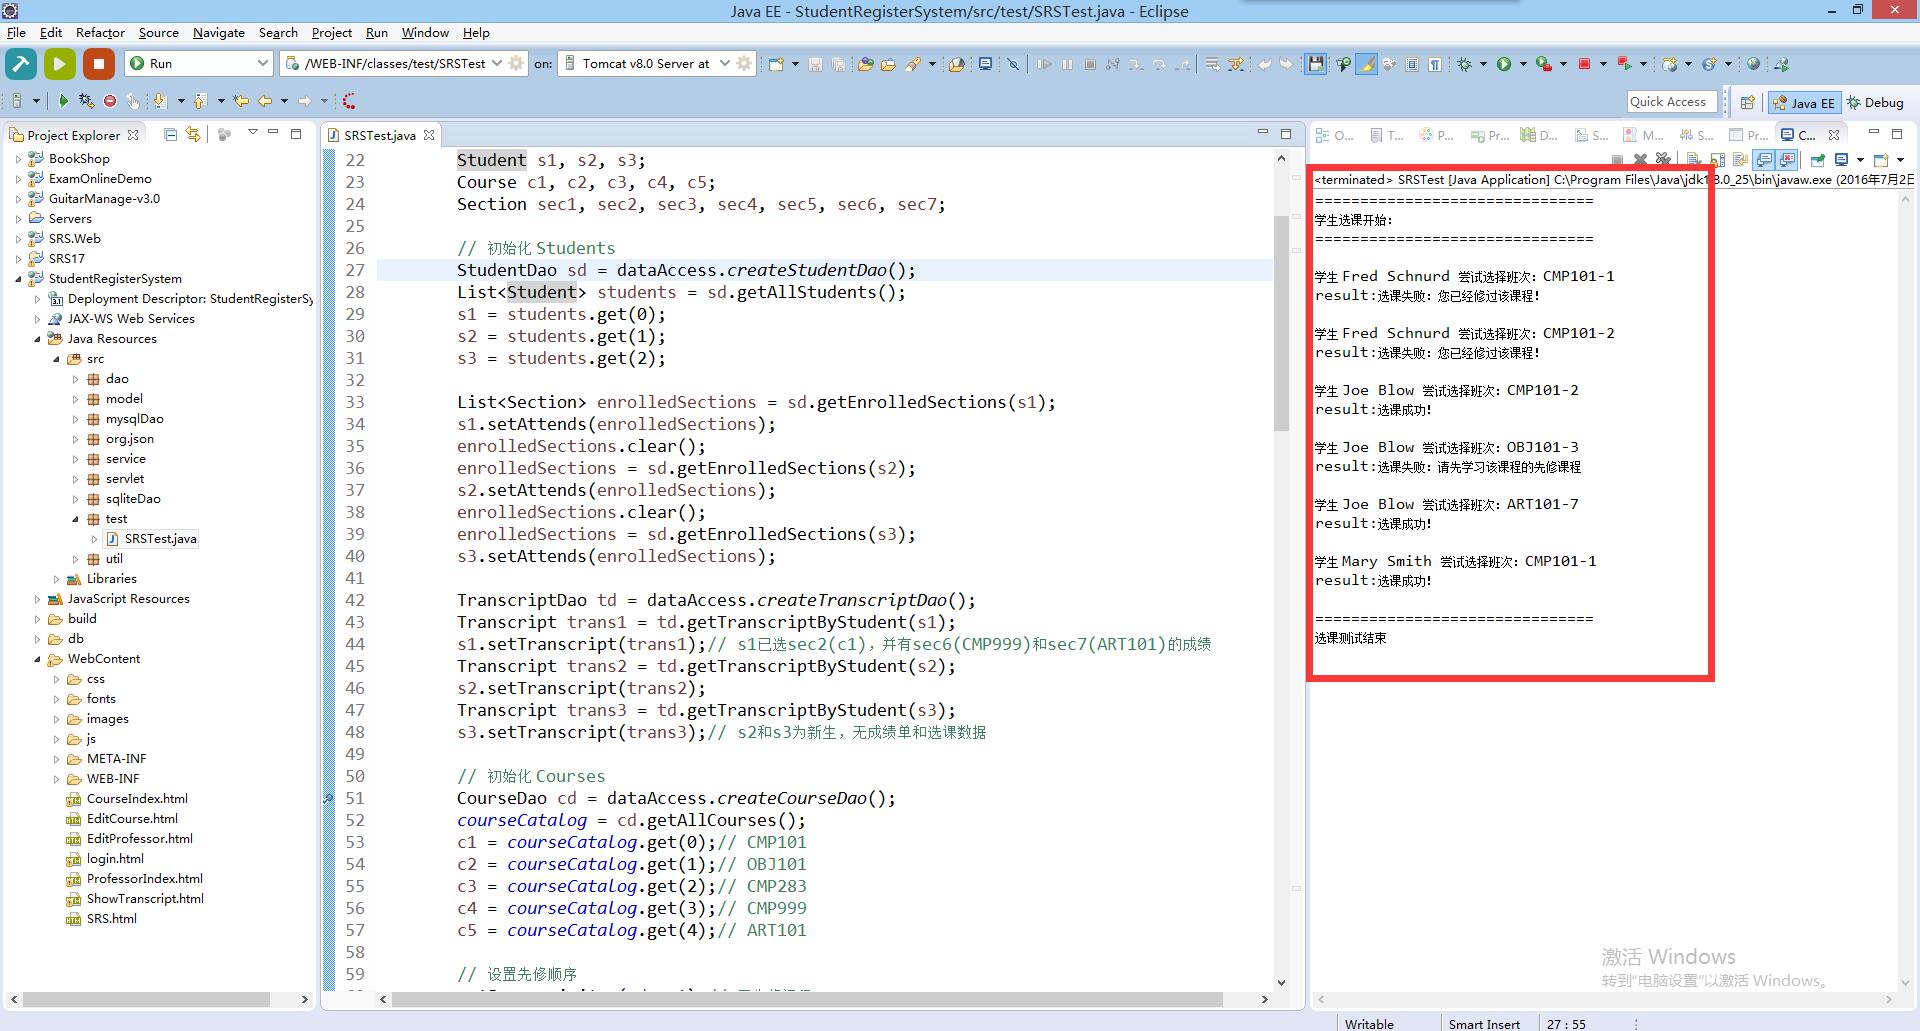 Java EE - StudentRegisterSystem/src/test/SRSTest.java - Eclipse
File Edit Refactor Source Navigate Search Project Run Window Help
Run
/WEB-INF/classes/test/SRSTest
on:
Tomcat v8.0 Server at
Quick Access
Java EE
Debug
Project Explorer
BookShop
ExamOnlineDemo
GuitarManage-v3.0
Servers
SRS.Web
SRS17
StudentRegisterSystem
Deployment Descriptor: StudentRegisterSy
JAX-WS Web Services
Java Resources
src
dao
model
mysqlDao
org.json
service
servlet
sqliteDao
test
SRSTest.java
util
Libraries
JavaScript Resources
build
db
WebContent
css
fonts
images
js
META-INF
WEB-INF
CourseIndex.html
EditCourse.html
EditProfessor.html
login.html
ProfessorIndex.html
ShowTranscript.html
SRS.html
SRSTest.java
22 Student s1, s2, s3;
23 Course c1, c2, c3, c4, c5;
24 Section sec1, sec2, sec3, sec4, sec5, sec6, sec7;
25
26 // 初始化 Students
27 StudentDao sd = dataAccess.createStudentDao();
28 List<Student> students = sd.getAllStudents();
29 s1 = students.get(0);
30 s2 = students.get(1);
31 s3 = students.get(2);
32
33 List<Section> enrolledSections = sd.getEnrolledSections(s1);
34 s1.setAttends(enrolledSections);
35 enrolledSections.clear();
36 enrolledSections = sd.getEnrolledSections(s2);
37 s2.setAttends(enrolledSections);
38 enrolledSections.clear();
39 enrolledSections = sd.getEnrolledSections(s3);
40 s3.setAttends(enrolledSections);
41
42 TranscriptDao td = dataAccess.createTranscriptDao();
43 Transcript trans1 = td.getTranscriptByStudent(s1);
44 s1.setTranscript(trans1);// s1已选sec2(c1)，并有sec6(CMP999)和sec7(ART101)的成绩
45 Transcript trans2 = td.getTranscriptByStudent(s2);
46 s2.setTranscript(trans2);
47 Transcript trans3 = td.getTranscriptByStudent(s3);
48 s3.setTranscript(trans3);// s2和s3为新生，无成绩单和选课数据
49
50 // 初始化 Courses
51 CourseDao cd = dataAccess.createCourseDao();
52 courseCatalog = cd.getAllCourses();
53 c1 = courseCatalog.get(0);// CMP101
54 c2 = courseCatalog.get(1);// OBJ101
55 c3 = courseCatalog.get(2);// CMP283
56 c4 = courseCatalog.get(3);// CMP999
57 c5 = courseCatalog.get(4);// ART101
58
59 // 设置先修顺序
O... T... P... Pr... D... S... M... S... Pr... C...
<terminated> SRSTest [Java Application] C:\Program Files\Java\jdk1.8.0_25\bin\javaw.exe (2016年7月2日
===============================
学生选课开始：
===============================
学生 Fred Schnurd 尝试选择班次：CMP101-1
result:选课失败：您已经修过该课程！
学生 Fred Schnurd 尝试选择班次：CMP101-2
result:选课失败：您已经修过该课程！
学生 Joe Blow 尝试选择班次：CMP101-2
result:选课成功！
学生 Joe Blow 尝试选择班次：OBJ101-3
result:选课失败：请先学习该课程的先修课程
学生 Joe Blow 尝试选择班次：ART101-7
result:选课成功！
学生 Mary Smith 尝试选择班次：CMP101-1
result:选课成功！
===============================
选课测试结束
激活 Windows
转到"电脑设置"以激活 Windows。
Writable
Smart Insert
27 : 55